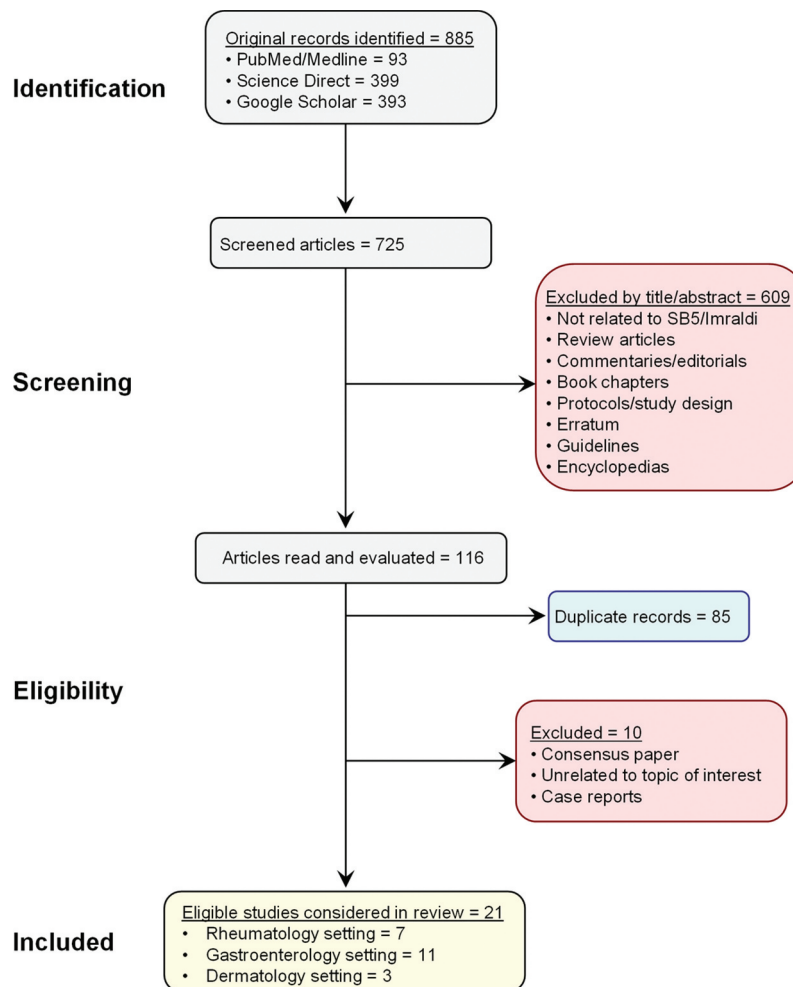 Identification
Original records identified = 885
• PubMed/Medline = 93
• Science Direct = 399
• Google Scholar = 393
Screening
Screened articles = 725
Excluded by title/abstract = 609
• Not related to SB5/Imraldi
• Review articles
• Commentaries/editorials
• Book chapters
• Protocols/study design
• Erratum
• Guidelines
• Encyclopedias
Eligibility
Articles read and evaluated = 116
Duplicate records = 85
Excluded = 10
• Consensus paper
• Unrelated to topic of interest
• Case reports
Included
Eligible studies considered in review = 21
• Rheumatology setting = 7
• Gastroenterology setting = 11
• Dermatology setting = 3